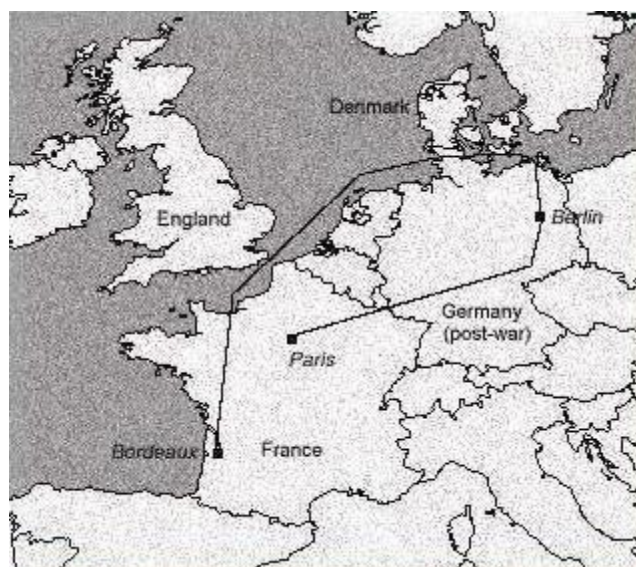 Denmark
England
Berlin
Germany
(post-war)
Paris
Bordeaux
France